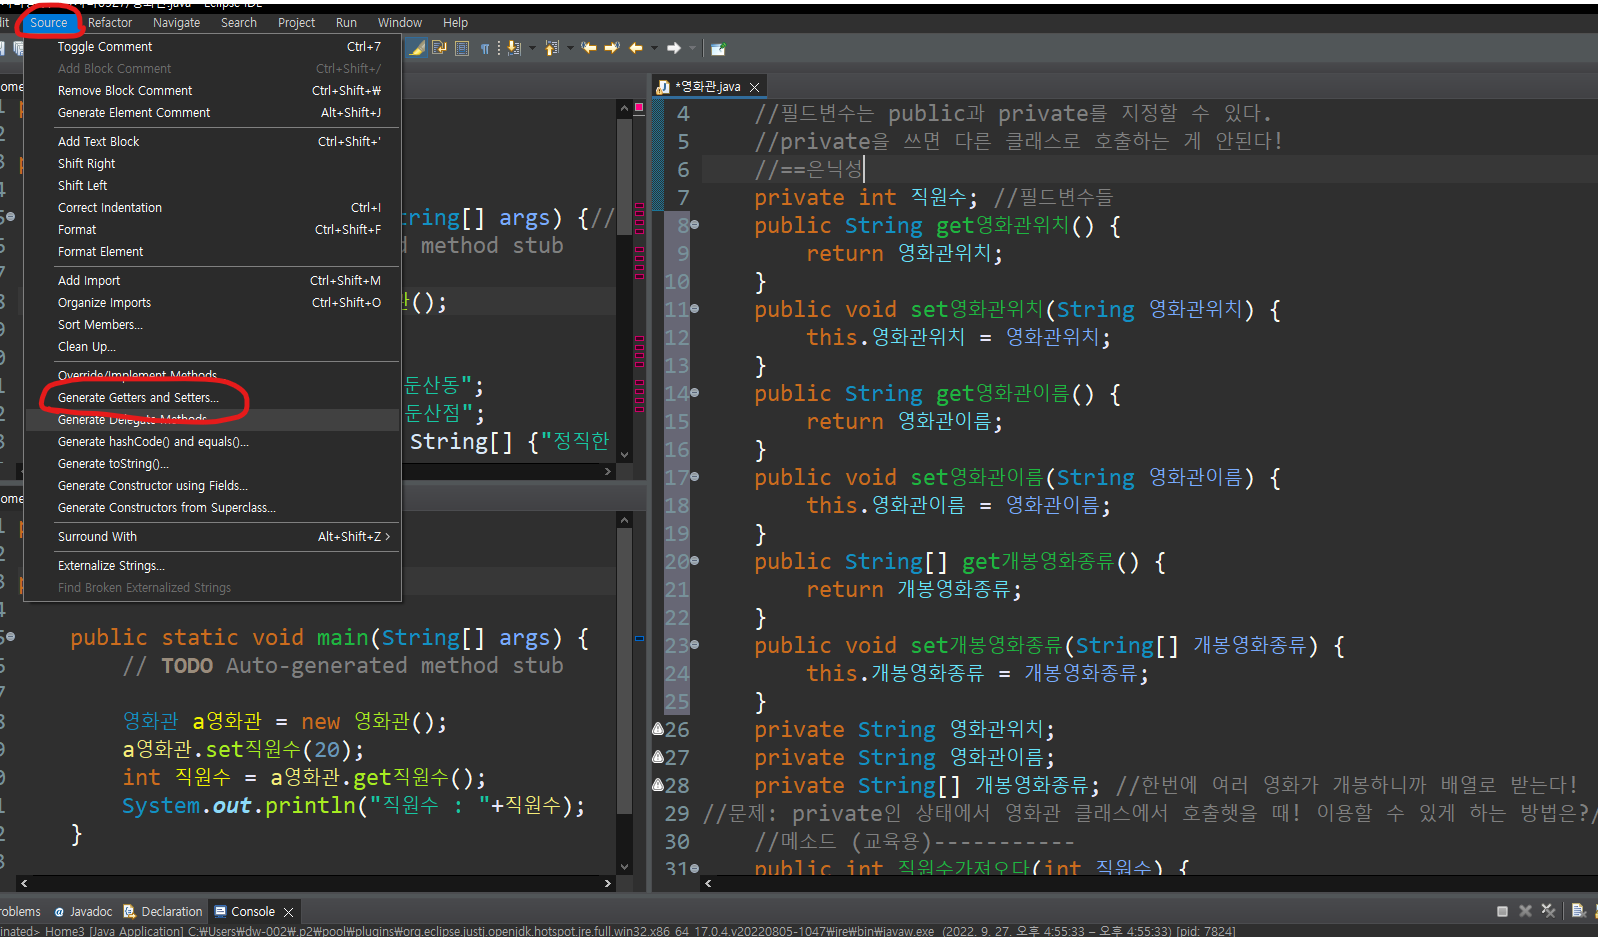 Source Refactor Navigate Search Project Run Window Help
Toggle Comment Ctrl+7
Add Block Comment Ctrl+Shift+/
Remove Block Comment Ctrl+Shift+₩
Generate Element Comment Alt+Shift+J
Add Text Block Ctrl+Shift+'
Shift Right
Shift Left
Correct Indentation Ctrl+I
Format Ctrl+Shift+F
Format Element
Add Import Ctrl+Shift+M
Organize Imports Ctrl+Shift+O
Sort Members...
Clean Up...
Override/Implement Methods
Generate Getters and Setters...
Generate Delegate Methods
Generate hashCode() and equals()...
Generate toString()...
Generate Constructor using Fields...
Generate Constructors from Superclass...
Surround With Alt+Shift+Z >
Externalize Strings...
Find Broken Externalized Strings
tring[] args) {//
d method stub
();
둔산동";
둔산점";
String[] {"정직한
public static void main(String[] args) {
// TODO Auto-generated method stub
영화관 a영화관 = new 영화관();
a영화관.set직원수(20);
int 직원수 = a영화관.get직원수();
System.out.println("직원수 : "+직원수);
}
*영화관.java
4 //필드변수는 public과 private를 지정할 수 있다.
5 //private을 쓰면 다른 클래스로 호출하는 게 안된다!
6 //==은닉성
7 private int 직원수; //필드변수들
8 public String get영화관위치() {
9 return 영화관위치;
10 }
11 public void set영화관위치(String 영화관위치) {
12 this.영화관위치 = 영화관위치;
13 }
14 public String get영화관이름() {
15 return 영화관이름;
16 }
17 public void set영화관이름(String 영화관이름) {
18 this.영화관이름 = 영화관이름;
19 }
20 public String[] get개봉영화종류() {
21 return 개봉영화종류;
22 }
23 public void set개봉영화종류(String[] 개봉영화종류) {
24 this.개봉영화종류 = 개봉영화종류;
25 }
26 private String 영화관위치;
27 private String 영화관이름;
28 private String[] 개봉영화종류; //한번에 여러 영화가 개봉하니까 배열로 받는다!
29 //문제: private인 상태에서 영화관 클래스에서 호출햇을 때! 이용할 수 있게 하는 방법은?/
30 //메소드 (교육용)-----------
31 public int 직원수가져오다(int 직원수) {
roblems Javadoc Declaration Console
inated> Home3 [Java Application] C:₩Users₩dw-002₩.p2₩pool₩plugins₩org.eclipse.justj.openjdk.hotspot.jre.full.win32.x86_64_17.0.4.v20220805-1047₩jre₩bin₩javaw.exe (2022. 9. 27. 오후 4:55:33 – 오후 4:55:33) [pid: 7824]